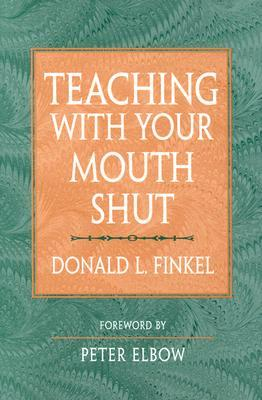 TEACHING
WITH YOUR
MOUTH
SHUT
DONALD L. FINKEL
FOREWORD BY
PETER ELBOW